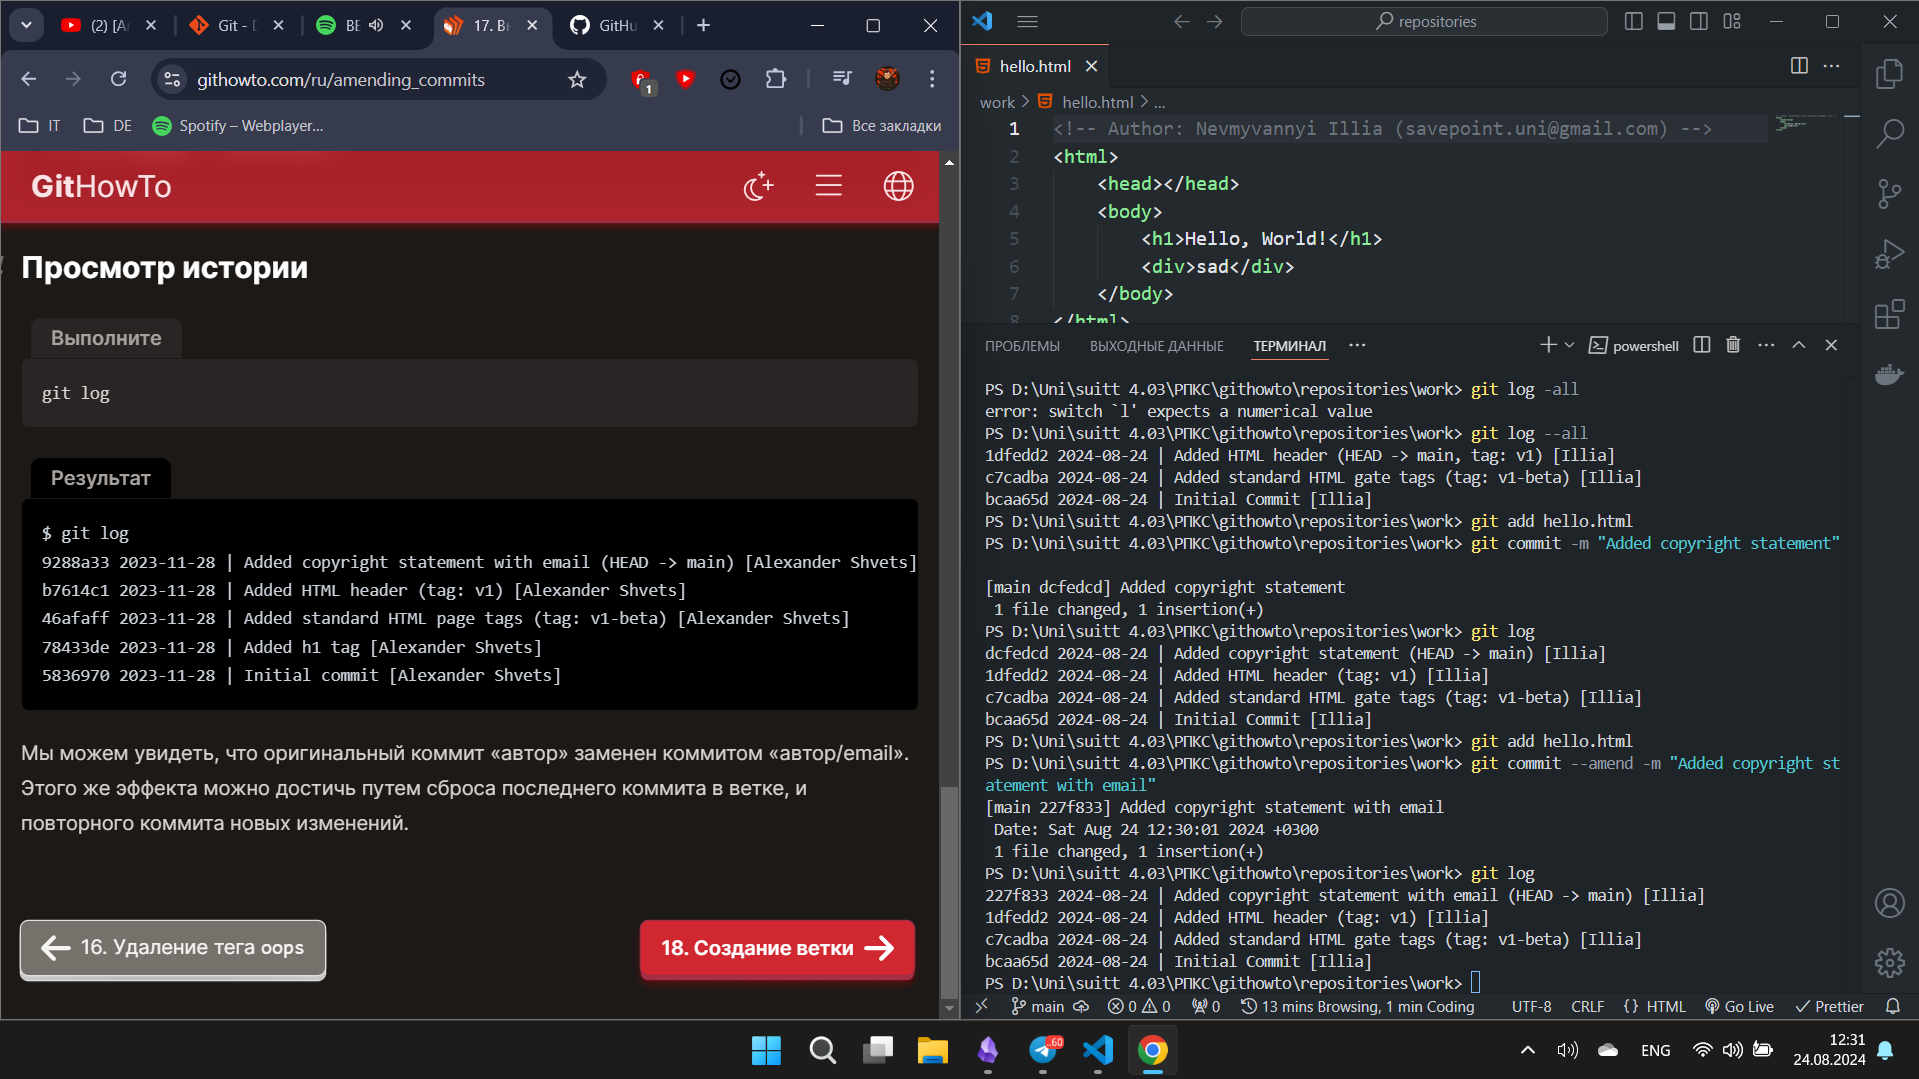 (2) [Aг
Git - D
BE
17. Вн
GitHu
githowto.com/ru/amending_commits
1
IT
DE
Spotify – Webplayer...
Все закладки
GitHowTo
Просмотр истории
Выполните
git log
Результат
$ git log
9288a33 2023-11-28 | Added copyright statement with email (HEAD -> main) [Alexander Shvets]
b7614c1 2023-11-28 | Added HTML header (tag: v1) [Alexander Shvets]
46afaff 2023-11-28 | Added standard HTML page tags (tag: v1-beta) [Alexander Shvets]
78433de 2023-11-28 | Added h1 tag [Alexander Shvets]
5836970 2023-11-28 | Initial commit [Alexander Shvets]
Мы можем увидеть, что оригинальный коммит «автор» заменен коммитом «автор/email».
Этого же эффекта можно достичь путем сброса последнего коммита в ветке, и
повторного коммита новых изменений.
16. Удаление тега oops
18. Создание ветки
repositories
hello.html
work > hello.html > ...
1 <!-- Author: Nevmyvannyi Illia (savepoint.uni@gmail.com) -->
2 <html>
3 <head></head>
4 <body>
5 <h1>Hello, World!</h1>
6 <div>sad</div>
7 </body>
8 </html>
ПРОБЛЕМЫ ВЫХОДНЫЕ ДАННЫЕ ТЕРМИНАЛ ... powershell
PS D:\Uni\suitt 4.03\РПКС\githowto\repositories\work> git log -all
error: switch `l' expects a numerical value
PS D:\Uni\suitt 4.03\РПКС\githowto\repositories\work> git log --all
1dfedd2 2024-08-24 | Added HTML header (HEAD -> main, tag: v1) [Illia]
c7cadba 2024-08-24 | Added standard HTML gate tags (tag: v1-beta) [Illia]
bcaa65d 2024-08-24 | Initial Commit [Illia]
PS D:\Uni\suitt 4.03\РПКС\githowto\repositories\work> git add hello.html
PS D:\Uni\suitt 4.03\РПКС\githowto\repositories\work> git commit -m "Added copyright statement"
[main dcfedcd] Added copyright statement
1 file changed, 1 insertion(+)
PS D:\Uni\suitt 4.03\РПКС\githowto\repositories\work> git log
dcfedcd 2024-08-24 | Added copyright statement (HEAD -> main) [Illia]
1dfedd2 2024-08-24 | Added HTML header (tag: v1) [Illia]
c7cadba 2024-08-24 | Added standard HTML gate tags (tag: v1-beta) [Illia]
bcaa65d 2024-08-24 | Initial Commit [Illia]
PS D:\Uni\suitt 4.03\РПКС\githowto\repositories\work> git add hello.html
PS D:\Uni\suitt 4.03\РПКС\githowto\repositories\work> git commit --amend -m "Added copyright st
atement with email"
[main 227f833] Added copyright statement with email
Date: Sat Aug 24 12:30:01 2024 +0300
1 file changed, 1 insertion(+)
PS D:\Uni\suitt 4.03\РПКС\githowto\repositories\work> git log
227f833 2024-08-24 | Added copyright statement with email (HEAD -> main) [Illia]
1dfedd2 2024-08-24 | Added HTML header (tag: v1) [Illia]
c7cadba 2024-08-24 | Added standard HTML gate tags (tag: v1-beta) [Illia]
bcaa65d 2024-08-24 | Initial Commit [Illia]
PS D:\Uni\suitt 4.03\РПКС\githowto\repositories\work>
main 0 0 0 13 mins Browsing, 1 min Coding UTF-8 CRLF {} HTML Go Live Prettier
..60
ENG
12:31
24.08.2024